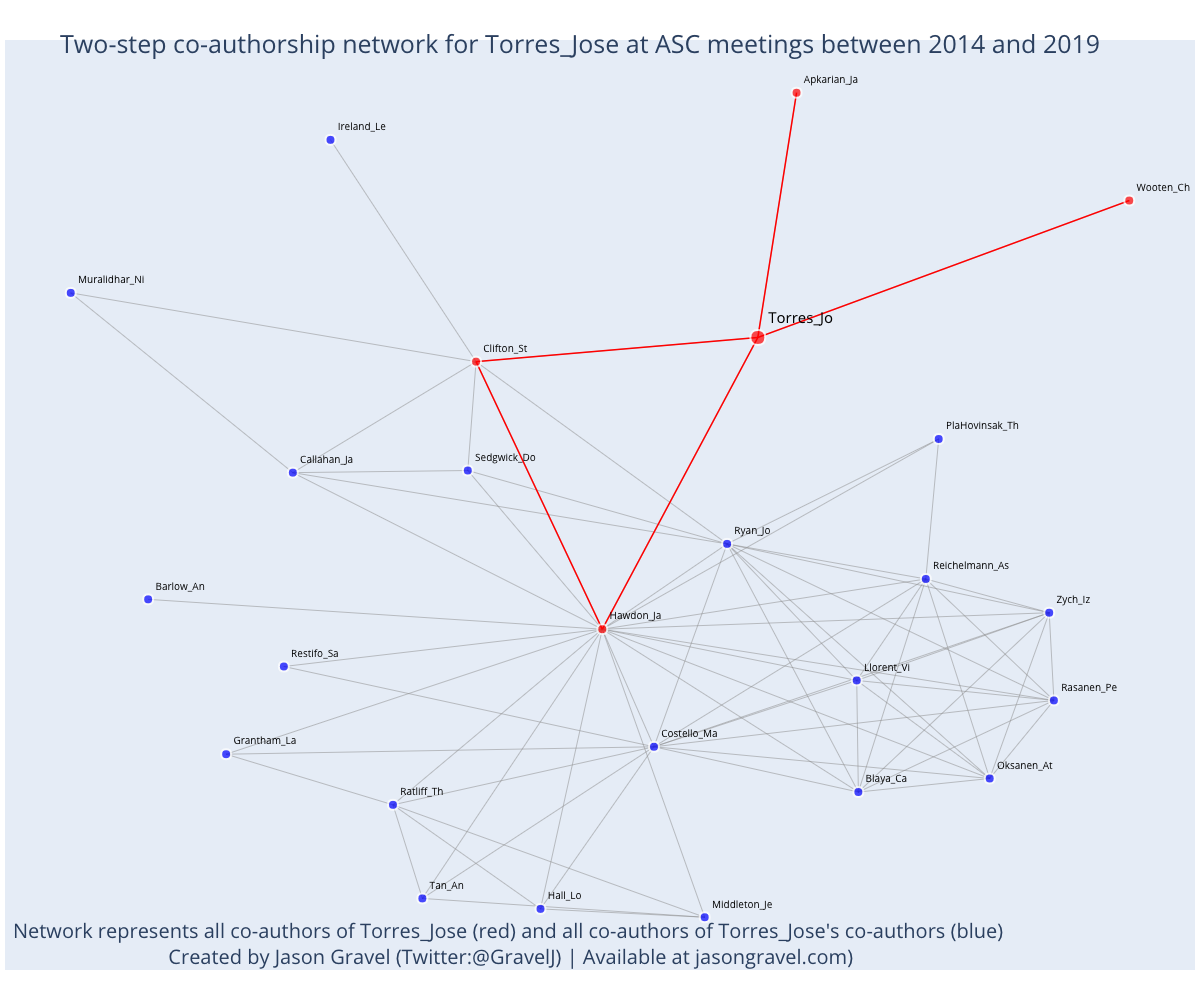 Two-step co-authorship network for Torres_Jose at ASC meetings between 2014 and 2019
Apkarian_Ja
Ireland_Le
Wooten_Ch
Muralidhar_Ni
Torres_Jo
Clifton_St
PlaHovinsak_Th
Callahan_Ja
Sedgwick_Do
Ryan_Jo
Reichelmann_As
Barlow_An
Zych_Iz
Hawdon_Ja
Restifo_Sa
Llorent_Vi
Rasanen_Pe
Grantham_La
Costello_Ma
Oksanen_At
Blaya_Ca
Ratliff_Th
Tan_An
Hall_Lo
Middleton_Je
Network represents all co-authors of Torres_Jose (red) and all co-authors of Torres_Jose's co-authors (blue)
Created by Jason Gravel (Twitter:@GravelJ) | Available at jasongravel.com)